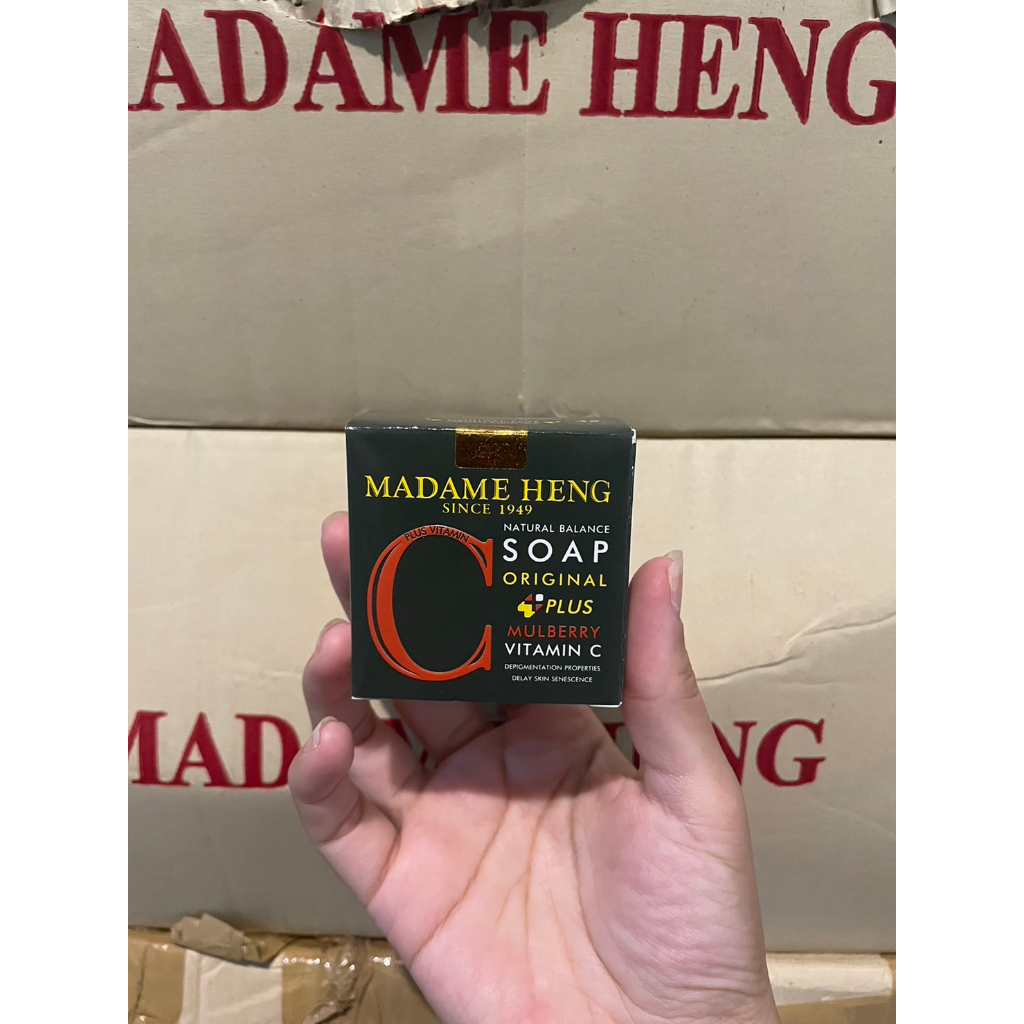 MADAME HENG
MADAME HENG
SINCE 1949
PLUS VITAMIN
C
NATURAL BALANCE
SOAP
ORIGINAL
PLUS
MULBERRY
VITAMIN C
DEPIGMENTATION PROPERTIES
DELAY SKIN SENESCENCE
MAD
NG